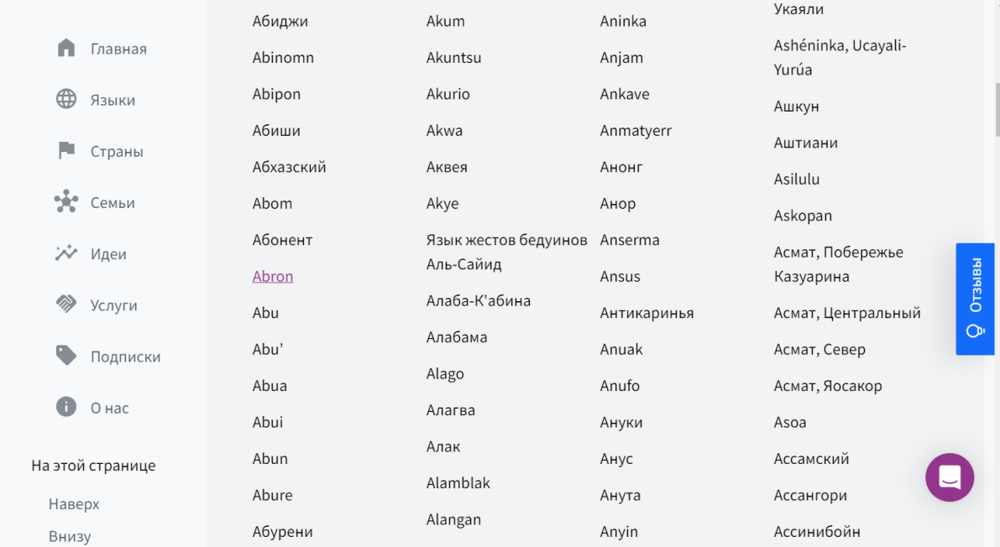 Главная
Языки
Страны
Семьи
Идеи
Услуги
Подписки
О нас
На этой странице
Наверх
Внизу
Абиджи
Abinomn
Abipon
Абиши
Абхазский
Abom
Абонент
Abron
Abu
Abu’
Abua
Abui
Abun
Abure
Абурени
Akum
Akuntsu
Akurio
Akwa
Аквея
Akye
Язык жестов бедуинов
Аль-Сайид
Алаба-К'абина
Алабама
Alago
Алагва
Алак
Alamblak
Alangan
Aninka
Anjam
Ankave
Anmatyerr
Анонг
Анор
Anserma
Ansus
Антикаринья
Anuak
Anufo
Ануки
Анус
Анута
Anyin
Укаяли
Ashéninka, Ucayali-
Yurúa
Ашкун
Аштиани
Asilulu
Askopan
Асмат, Побережье
Казуарина
Асмат, Центральный
Асмат, Север
Асмат, Яосакор
Asoa
Ассамский
Ассангори
Ассинибойн
Отзывы